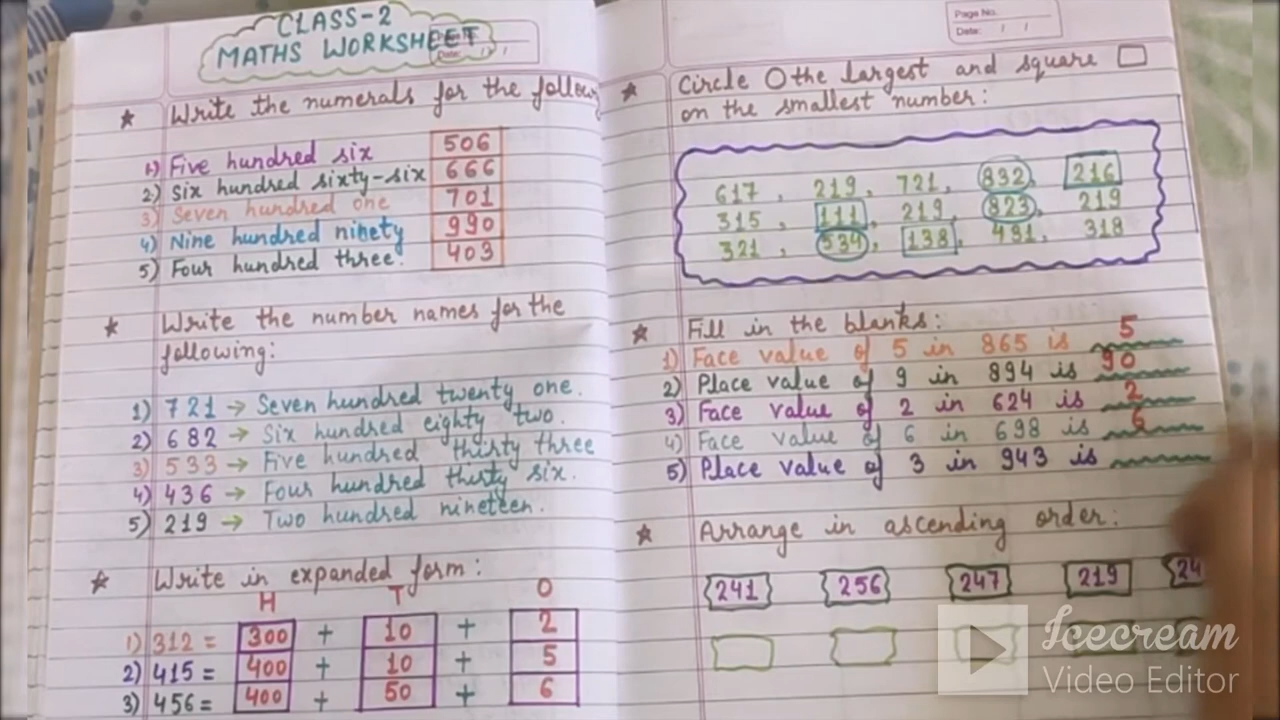 CLASS-2
MATHS WORKSHEET
Date: / /
★ Write the numerals for the
1) Five hundred six 506
2) Six hundred sixty-six 666
3) Seven hundred one 701
4) Nine hundred ninety 990
5) Four hundred three. 403
★ Write the number names for the
following:
1) 721 → Seven hundred twenty one.
2) 682 → Six hundred eighty two.
3) 533 → Five hundred thirty three
4) 436 → Four hundred thirty six.
5) 219 → Two hundred nineteen.
★ Write in expanded form:
H T O
1) 312 = 300 + 10 + 2
2) 415 = 400 + 10 + 5
3) 456 = 400 + 50 + 6
Page No.
Date: / /
★ Circle O the largest and square □
on the smallest number:
617, 219, 721, 832, 216
315, 111, 219, 823, 219
321, 534, 138, 431, 318
★ Fill in the blanks:
1) Face value of 5 in 865 is 5
2) Place value of 9 in 894 is 90
3) Face value of 2 in 624 is 2
4) Face value of 6 in 698 is 6
5) Place value of 3 in 943 is
★ Arrange in ascending order:
241 256 247 219
Icecream
Video Editor